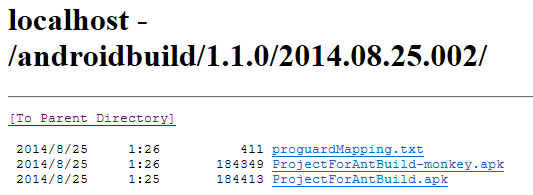 localhost -
/androidbuild/1.1.0/2014.08.25.002/
[To Parent Directory]
2014/8/25 1:26 411 proguardMapping.txt
2014/8/25 1:26 184349 ProjectForAntBuild-monkey.apk
2014/8/25 1:25 184413 ProjectForAntBuild.apk